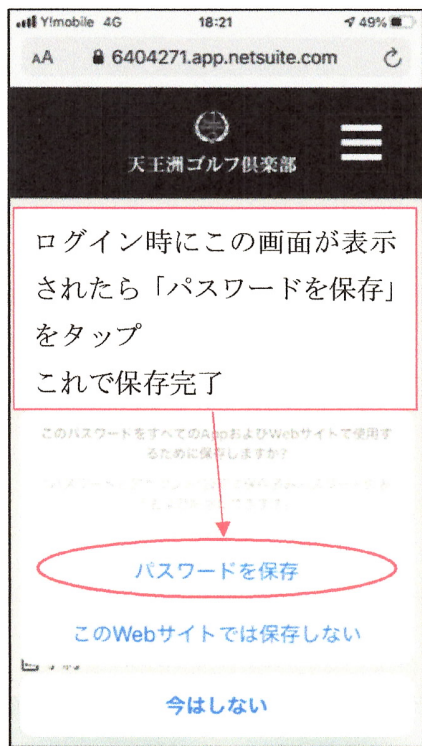 Y!mobile 4G 18:21 49%
AA 6404271.app.netsuite.com
天王洲ゴルフ倶楽部
ログイン時にこの画面が表示
されたら「パスワードを保存」
をタップ
これで保存完了
このパスワードをすべてのAppおよびWebサイトで使用す
るために保存しますか?
パスワードを保存
このWebサイトでは保存しない
今はしない